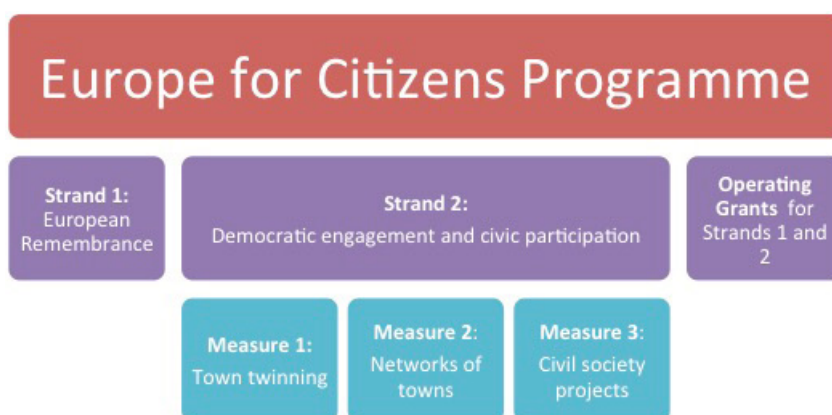 Europe for Citizens Programme
Strand 1:
European
Remembrance
Strand 2:
Democratic engagement and civic participation
Operating
Grants for
Strands 1 and
2
Measure 1:
Town twinning
Measure 2:
Networks of
towns
Measure 3:
Civil society
projects